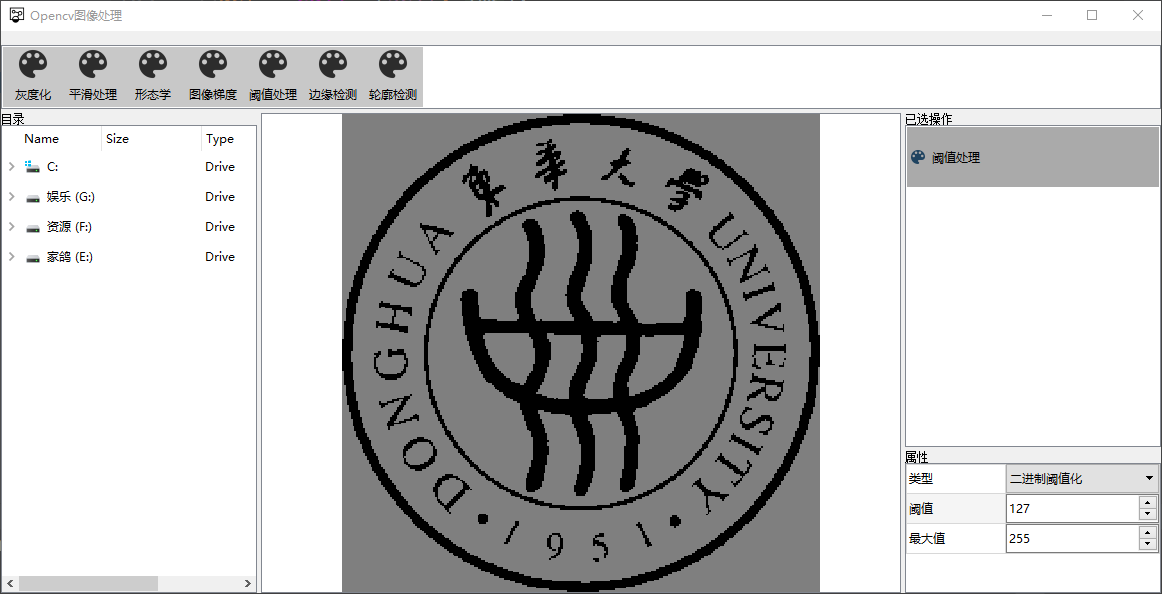 Opencv图像处理
灰度化 平滑处理 形态学 图像梯度 阈值处理 边缘检测 轮廓检测
目录
Name Size Type
C: Drive
娱乐 (G:) Drive
资源 (F:) Drive
家鸽 (E:) Drive
東華大學
DONGHUA UNIVERSITY
1951
已选操作
阈值处理
属性
类型 二进制阈值化
阈值 127
最大值 255